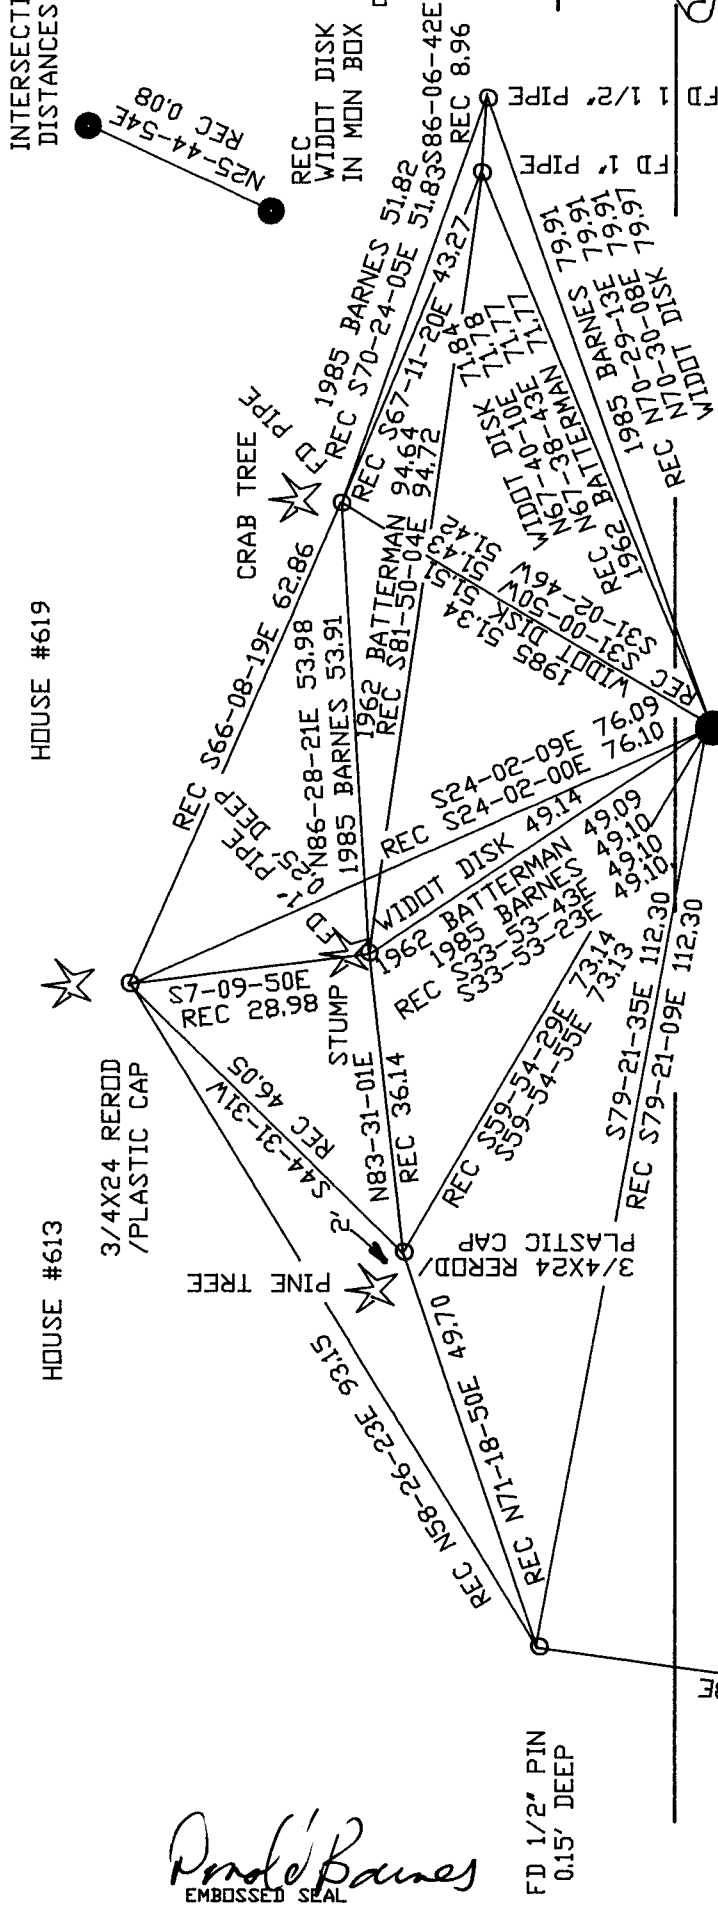 INTERSECTI
DISTANCES
N25-44-54E
REC 0.08
REC
WIDOT DISK
IN MON BOX
S86-06-42E
REC 8.96
FD 1 1/2" PIPE
FD 1" PIPE
1985 BARNES 51.82
REC S70-24-05E 51.83
REC S67-11-20E 43.27
FD PIPE
CRAB TREE
HOUSE #619
REC S66-08-19E 62.86
N86-28-21E 53.98
1985 BARNES 53.91
1962 BATTERMAN 94.64
REC S81-50-04E 94.72
71.84
WIDOT DISK 71.78
N67-40-10E 71.77
REC N67-38-43E 71.77
1962 BATTERMAN
1985 BARNES 79.91
79.91
1985 BARNES 79.91
REC N70-29-13E 79.97
N70-30-08E
WIDOT DISK
51.34
1985 51.51
WIDOT DISK 51.43
S31-00-50W 51.42
REC S31-02-46W
S24-02-09E 76.09
REC S24-02-00E 76.10
FD 1" PIPE
0.25' DEEP
WIDOT DISK 49.14
1962 BATTERMAN 49.09
1985 BARNES 49.10
REC S33-53-43E 49.10
S33-53-23E 49.10
S7-09-50E
REC 28.98
STUMP
3/4X24 REROD
/PLASTIC CAP
REC 46.05
S44-31-31W
N83-31-01E
REC 36.14
REC S59-54-29E 73.14
S59-54-55E 73.13
S79-21-35E 112.30
REC S79-21-09E 112.30
HOUSE #613
2'
PINE TREE
3/4X24 REROD/
PLASTIC CAP
REC N58-26-23E 93.15
REC N71-18-50E 49.70
FD 1/2" PIN
0.15' DEEP
Donald Barnes
EMBOSSED SEAL